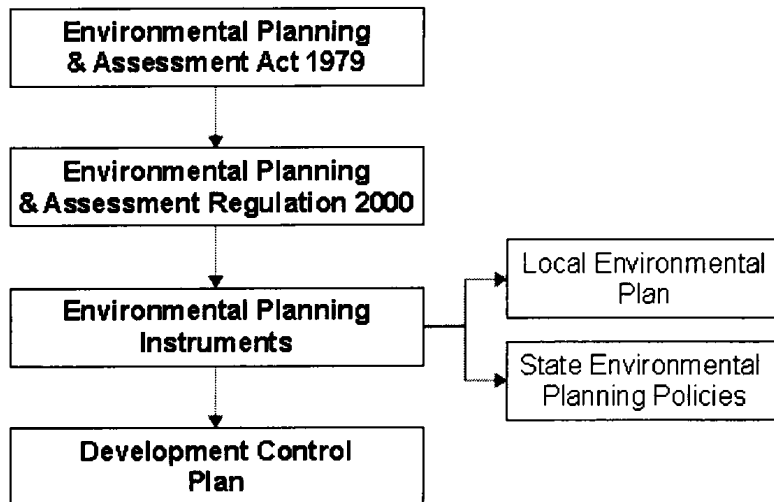 Environmental Planning
& Assessment Act 1979
Environmental Planning
& Assessment Regulation 2000
Environmental Planning
Instruments
Local Environmental
Plan
State Environmental
Planning Policies
Development Control
Plan